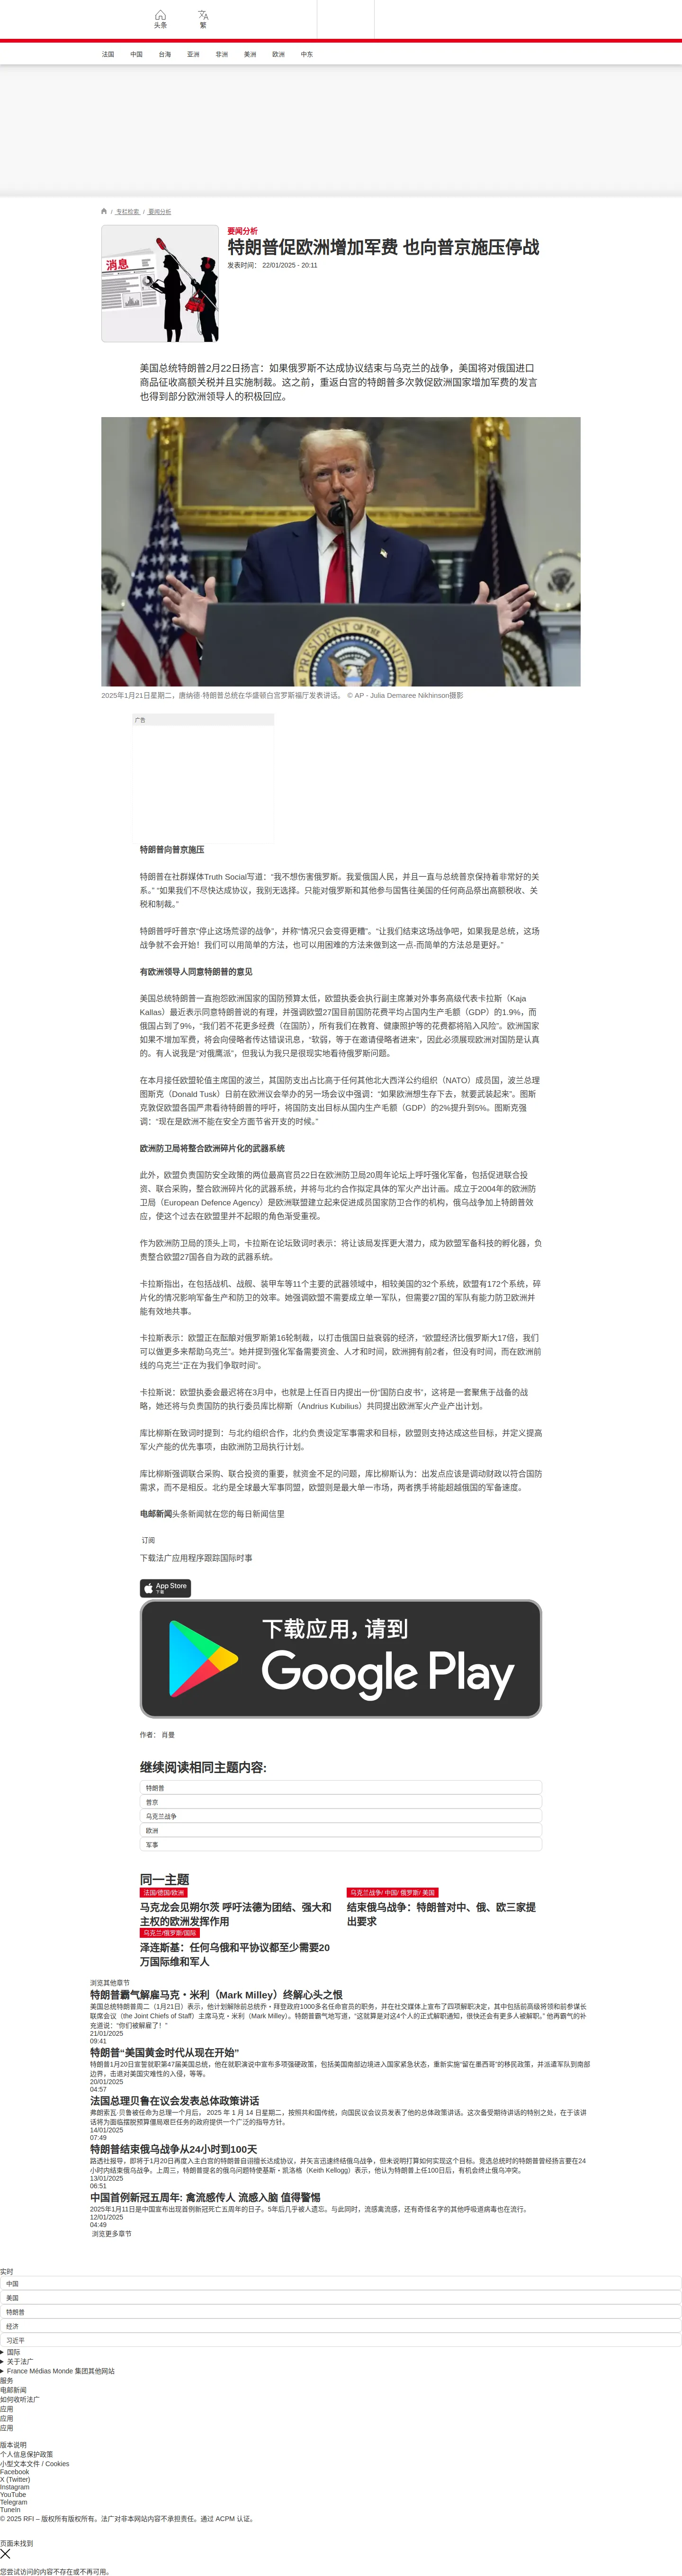 头条
繁
法国 中国 台海 亚洲 非洲 美洲 欧洲 中东
/ 专栏检索 / 要闻分析
消息
要闻分析
特朗普促欧洲增加军费 也向普京施压停战
发表时间： 22/01/2025 - 20:11
美国总统特朗普2月22日扬言：如果俄罗斯不达成协议结束与乌克兰的战争，美国将对俄国进口
商品征收高额关税并且实施制裁。这之前，重返白宫的特朗普多次敦促欧洲国家增加军费的发言
也得到部分欧洲领导人的积极回应。
PRESIDENT OF THE
2025年1月21日星期二，唐纳德·特朗普总统在华盛顿白宫罗斯福厅发表讲话。 © AP - Julia Demaree Nikhinson摄影
广告
特朗普向普京施压
特朗普在社群媒体Truth Social写道：“我不想伤害俄罗斯。我爱俄国人民，并且一直与总统普京保持着非常好的关
系。” “如果我们不尽快达成协议，我别无选择。只能对俄罗斯和其他参与国售往美国的任何商品祭出高额税收、关
税和制裁。”
特朗普呼吁普京“停止这场荒谬的战争”，并称“情况只会变得更糟”。“让我们结束这场战争吧，如果我是总统，这场
战争就不会开始！我们可以用简单的方法，也可以用困难的方法来做到这一点-而简单的方法总是更好。”
有欧洲领导人同意特朗普的意见
美国总统特朗普一直抱怨欧洲国家的国防预算太低，欧盟执委会执行副主席兼对外事务高级代表卡拉斯（Kaja
Kallas）最近表示同意特朗普说的有理，并强调欧盟27国目前国防花费平均占国内生产毛额（GDP）的1.9%，而
俄国占到了9%，“我们若不花更多经费（在国防），所有我们在教育、健康照护等的花费都将陷入风险”。欧洲国家
如果不增加军费，将会向侵略者传达错误讯息，“软弱，等于在邀请侵略者进来”，因此必须展现欧洲对国防是认真
的。有人说我是“对俄鹰派”，但我认为我只是很现实地看待俄罗斯问题。
在本月接任欧盟轮值主席国的波兰，其国防支出占比高于任何其他北大西洋公约组织（NATO）成员国，波兰总理
图斯克（Donald Tusk）日前在欧洲议会举办的另一场会议中强调：“如果欧洲想生存下去，就要武装起来”。图斯
克敦促欧盟各国严肃看待特朗普的呼吁，将国防支出目标从国内生产毛额（GDP）的2%提升到5%。图斯克强
调：“现在是欧洲不能在安全方面节省开支的时候。”
欧洲防卫局将整合欧洲碎片化的武器系统
此外，欧盟负责国防安全政策的两位最高官员22日在欧洲防卫局20周年论坛上呼吁强化军备，包括促进联合投
资、联合采购，整合欧洲碎片化的武器系统，并将与北约合作拟定具体的军火产出计画。成立于2004年的欧洲防
卫局（European Defence Agency）是欧洲联盟建立起来促进成员国家防卫合作的机构，俄乌战争加上特朗普效
应，使这个过去在欧盟里并不起眼的角色渐受重视。
作为欧洲防卫局的顶头上司，卡拉斯在论坛致词时表示：将让该局发挥更大潜力，成为欧盟军备科技的孵化器，负
责整合欧盟27国各自为政的武器系统。
卡拉斯指出，在包括战机、战舰、装甲车等11个主要的武器领域中，相较美国的32个系统，欧盟有172个系统，碎
片化的情况影响军备生产和防卫的效率。她强调欧盟不需要成立单一军队，但需要27国的军队有能力防卫欧洲并
能有效地共事。
卡拉斯表示：欧盟正在酝酿对俄罗斯第16轮制裁，以打击俄国日益衰弱的经济，“欧盟经济比俄罗斯大17倍，我们
可以做更多来帮助乌克兰”。她并提到强化军备需要资金、人才和时间，欧洲拥有前2者，但没有时间，而在欧洲前
线的乌克兰“正在为我们争取时间”。
卡拉斯说：欧盟执委会最迟将在3月中，也就是上任百日内提出一份“国防白皮书”，这将是一套聚焦于战备的战
略，她还将与负责国防的执行委员库比柳斯（Andrius Kubilius）共同提出欧洲军火产业产出计划。
库比柳斯在致词时提到：与北约组织合作，北约负责设定军事需求和目标，欧盟则支持达成这些目标，并定义提高
军火产能的优先事项，由欧洲防卫局执行计划。
库比柳斯强调联合采购、联合投资的重要，就资金不足的问题，库比柳斯认为：出发点应该是调动财政以符合国防
需求，而不是相反。北约是全球最大军事同盟，欧盟则是最大单一市场，两者携手将能超越俄国的军备速度。
电邮新闻头条新闻就在您的每日新闻信里
订阅
下载法广应用程序跟踪国际时事
App Store
下载
下载应用，请到
Google Play
作者： 肖曼
继续阅读相同主题内容:
特朗普
普京
乌克兰战争
欧洲
军事
同一主题
法国/德国/欧洲
马克龙会见朔尔茨 呼吁法德为团结、强大和
主权的欧洲发挥作用
乌克兰战争/ 中国/ 俄罗斯/ 美国
结束俄乌战争：特朗普对中、俄、欧三家提
出要求
乌克兰/俄罗斯/国际
泽连斯基：任何乌俄和平协议都至少需要20
万国际维和军人
浏览其他章节
特朗普霸气解雇马克・米利（Mark Milley）终解心头之恨
美国总统特朗普周二（1月21日）表示，他计划解除前总统乔・拜登政府1000多名任命官员的职务，并在社交媒体上宣布了四项解职决定，其中包括前高级将领和前参谋长
联席会议（the Joint Chiefs of Staff）主席马克・米利（Mark Milley）。特朗普霸气地写道，“这就算是对这4个人的正式解职通知，很快还会有更多人被解职。” 他再霸气的补
充道说：“你们被解雇了！”
21/01/2025
09:41
特朗普“美国黄金时代从现在开始”
特朗普1月20日宣誓就职第47届美国总统，他在就职演说中宣布多项强硬政策，包括美国南部边境进入国家紧急状态，重新实施“留在墨西哥”的移民政策，并派遣军队到南部
边界，击退对美国灾难性的入侵，等等。
20/01/2025
04:57
法国总理贝鲁在议会发表总体政策讲话
弗朗索瓦·贝鲁被任命为总理一个月后， 2025 年 1 月 14 日星期二，按照共和国传统，向国民议会议员发表了他的总体政策讲话。这次备受期待讲话的特别之处，在于该讲
话将为面临摆脱预算僵局艰巨任务的政府提供一个广泛的指导方针。
14/01/2025
07:49
特朗普结束俄乌战争从24小时到100天
路透社报导，即将于1月20日再度入主白宫的特朗普自诩擅长达成协议，并矢言迅速终结俄乌战争，但未说明打算如何实现这个目标。竞选总统时的特朗普曾经扬言要在24
小时内结束俄乌战争。上周三，特朗普提名的俄乌问题特使基斯・凯洛格（Keith Kellogg）表示，他认为特朗普上任100日后，有机会终止俄乌冲突。
13/01/2025
06:51
中国首例新冠五周年: 禽流感传人 流感入脑 值得警惕
2025年1月11日是中国宣布出现首例新冠死亡五周年的日子。5年后几乎被人遗忘。与此同时，流感禽流感，还有奇怪名字的其他呼吸道病毒也在流行。
12/01/2025
04:49
浏览更多章节
实时
中国
美国
特朗普
经济
习近平
国际
关于法广
France Médias Monde 集团其他网站
服务
电邮新闻
如何收听法广
应用
应用
应用
版本说明
个人信息保护政策
小型文本文件 / Cookies
Facebook
X (Twitter)
Instagram
YouTube
Telegram
TuneIn
© 2025 RFI – 版权所有版权所有。法广对非本网站内容不承担责任。通过 ACPM 认证。
页面未找到
您尝试访问的内容不存在或不再可用。